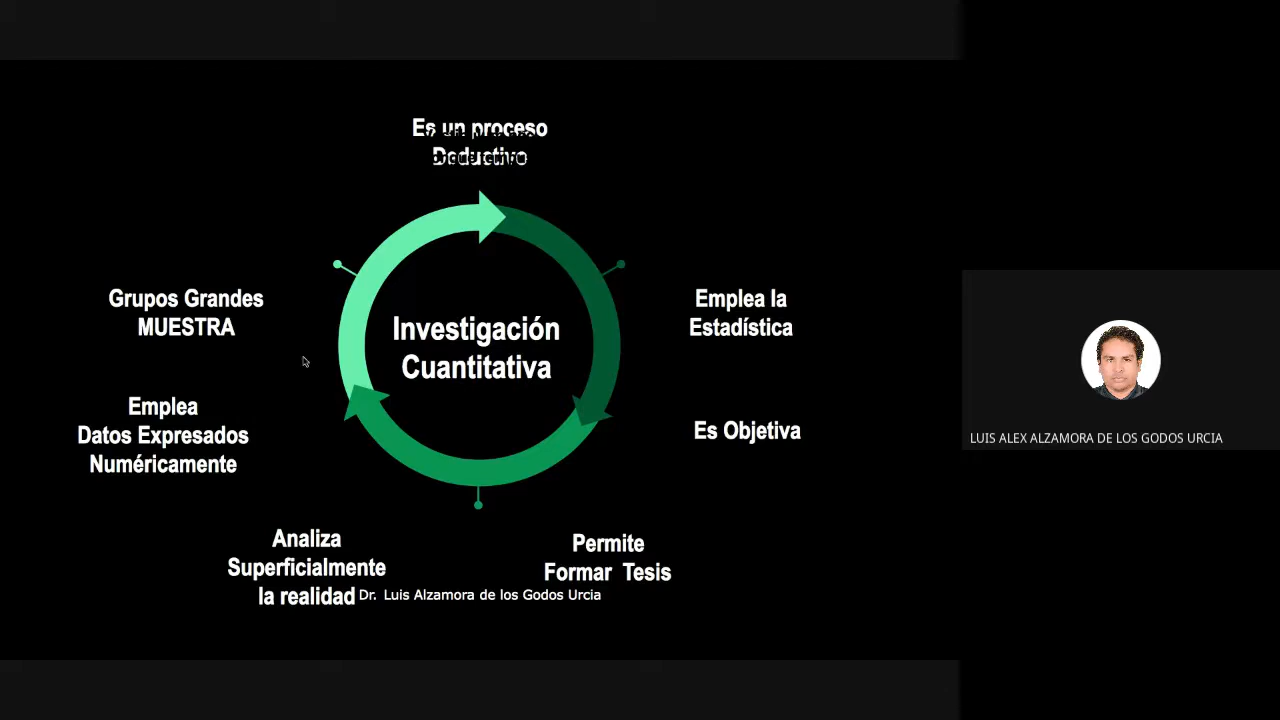 Es un proceso
Deductivo
Grupos Grandes
MUESTRA
Investigación
Cuantitativa
Emplea la
Estadística
Emplea
Datos Expresados
Numéricamente
Es Objetiva
Analiza
Superficialmente
la realidad
Permite
Formar Tesis
Dr. Luis Alzamora de los Godos Urcia
LUIS ALEX ALZAMORA DE LOS GODOS URCIA